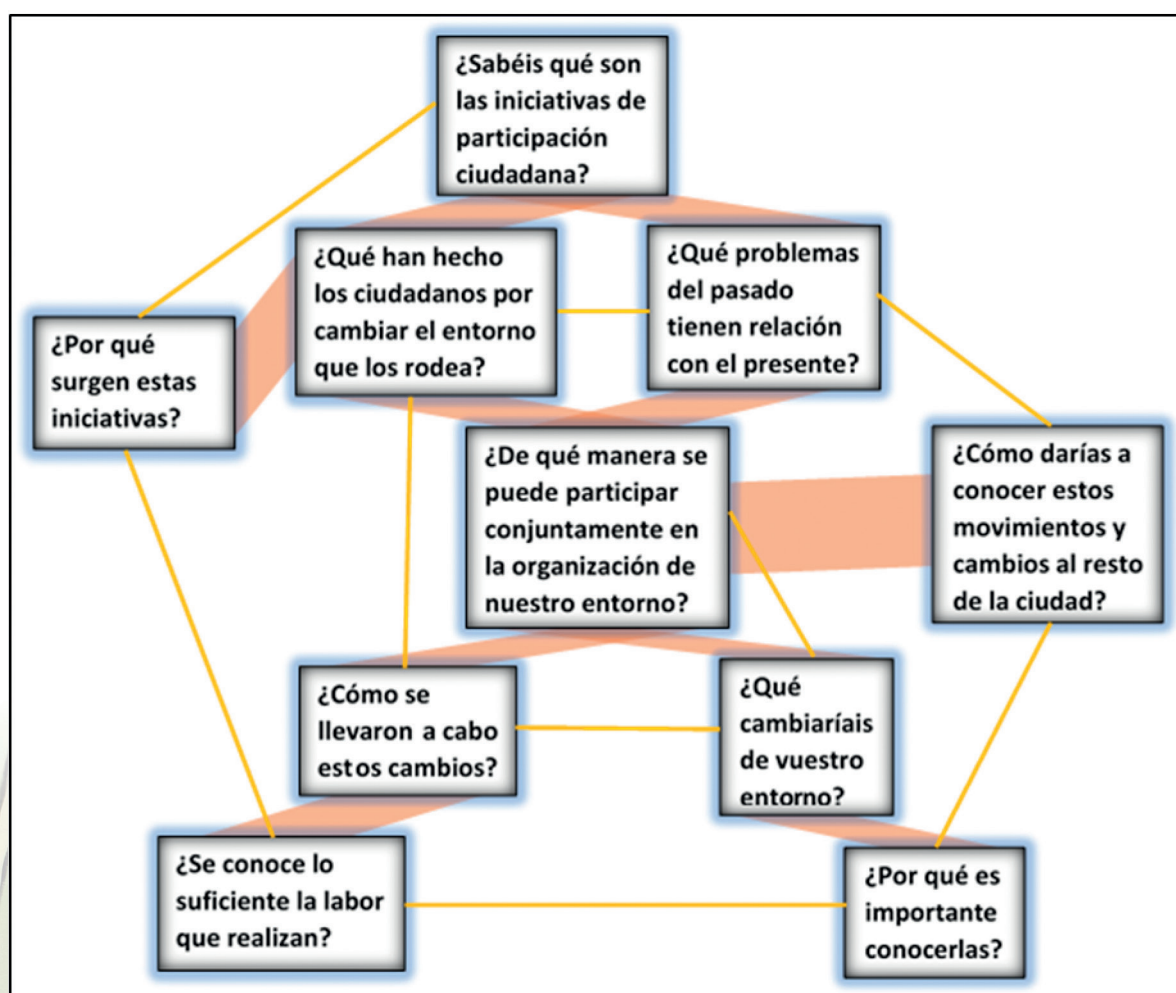 ¿Sabéis qué son
las iniciativas de
participación
ciudadana?
¿Qué han hecho
los ciudadanos por
cambiar el entorno
que los rodea?
¿Qué problemas
del pasado
tienen relación
con el presente?
¿Por qué
surgen estas
iniciativas?
¿De qué manera se
puede participar
conjuntamente en
la organización de
nuestro entorno?
¿Cómo darías a
conocer estos
movimientos y
cambios al resto
de la ciudad?
¿Cómo se
llevaron a cabo
estos cambios?
¿Qué
cambiaríais
de vuestro
entorno?
¿Se conoce lo
suficiente la labor
que realizan?
¿Por qué es
importante
conocerlas?